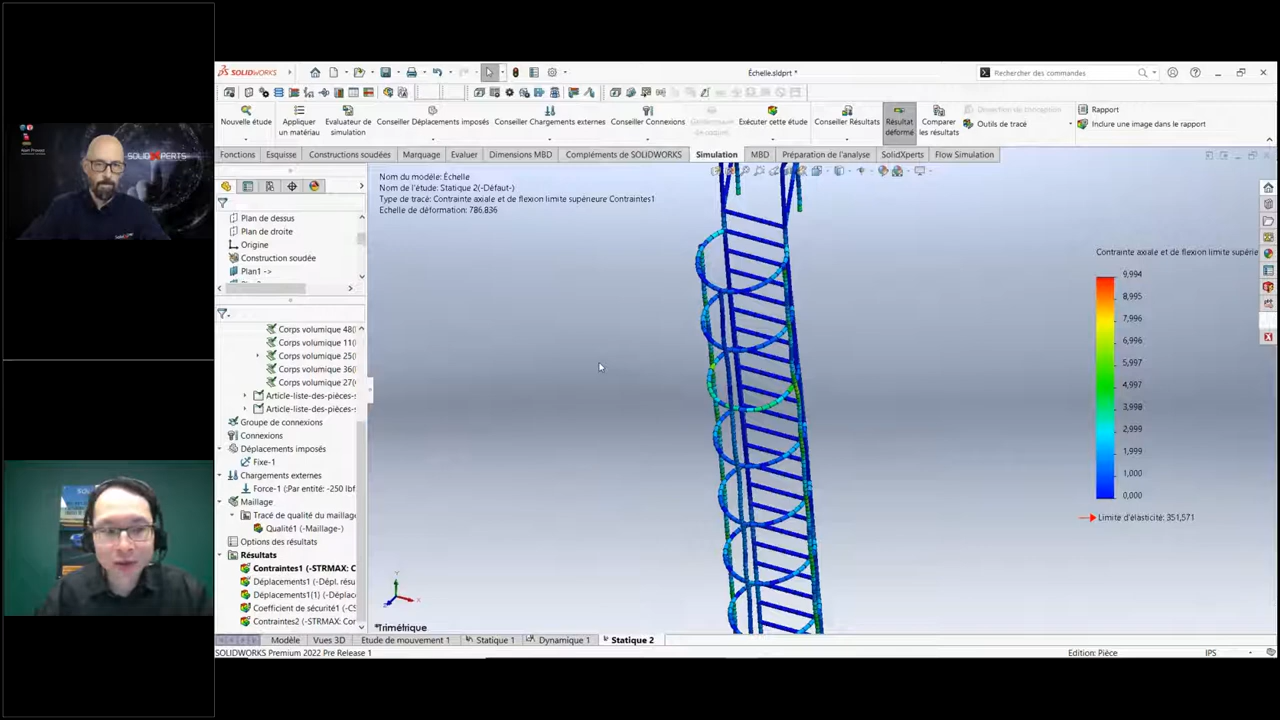 SOLIDXPERTS
SOLIDWORKS
Échelle.sldprt *
Rechercher des commandes
Nouvelle étude
Appliquer un matériau
Evaluateur de simulation
Conseiller Déplacements imposés
Conseiller Chargements externes
Conseiller Connexions
Exécuter cette étude
Conseiller Résultats
Résultat déformé
Comparer les résultats
Outils de tracé
Rapport
Inclure une image dans le rapport
Fonctions
Esquisse
Constructions soudées
Marquage
Evaluer
Dimensions MBD
Compléments de SOLIDWORKS
Simulation
MBD
Préparation de l'analyse
SolidXperts
Flow Simulation
Plan de dessus
Plan de droite
Origine
Construction soudée
Plan1 ->
Corps volumique 48(
Corps volumique 11(
Corps volumique 25(
Corps volumique 36(
Corps volumique 27(
Article-liste-des-pièces-s
Article-liste-des-pièces-s
Groupe de connexions
Connexions
Déplacements imposés
Fixe-1
Chargements externes
Force-1 (:Par entité: -250 lbf
Maillage
Tracé de qualité du maillage
Qualité1 (-Maillage-)
Options des résultats
Résultats
Contraintes1 (-STRMAX: C
Déplacements1 (-Dépl. résu
Déplacements1(1) (-Déplac
Coefficient de sécurité1 (-CS
Contraintes2 (-STRMAX: Cor
Nom du modèle: Échelle
Nom de l'étude: Statique 2(-Défaut-)
Type de tracé: Contrainte axiale et de flexion limite supérieure Contraintes1
Echelle de déformation: 786,836
Contrainte axiale et de flexion limite supérie
9,994
8,995
7,996
6,996
5,997
4,997
3,998
2,999
1,999
1,000
0,000
Limite d'élasticité: 351,571
Y
X
Z
*Trimétrique
Modèle
Vues 3D
Etude de mouvement 1
Statique 1
Dynamique 1
Statique 2
SOLIDWORKS Premium 2022 Pre Release 1
Edition: Pièce
IPS